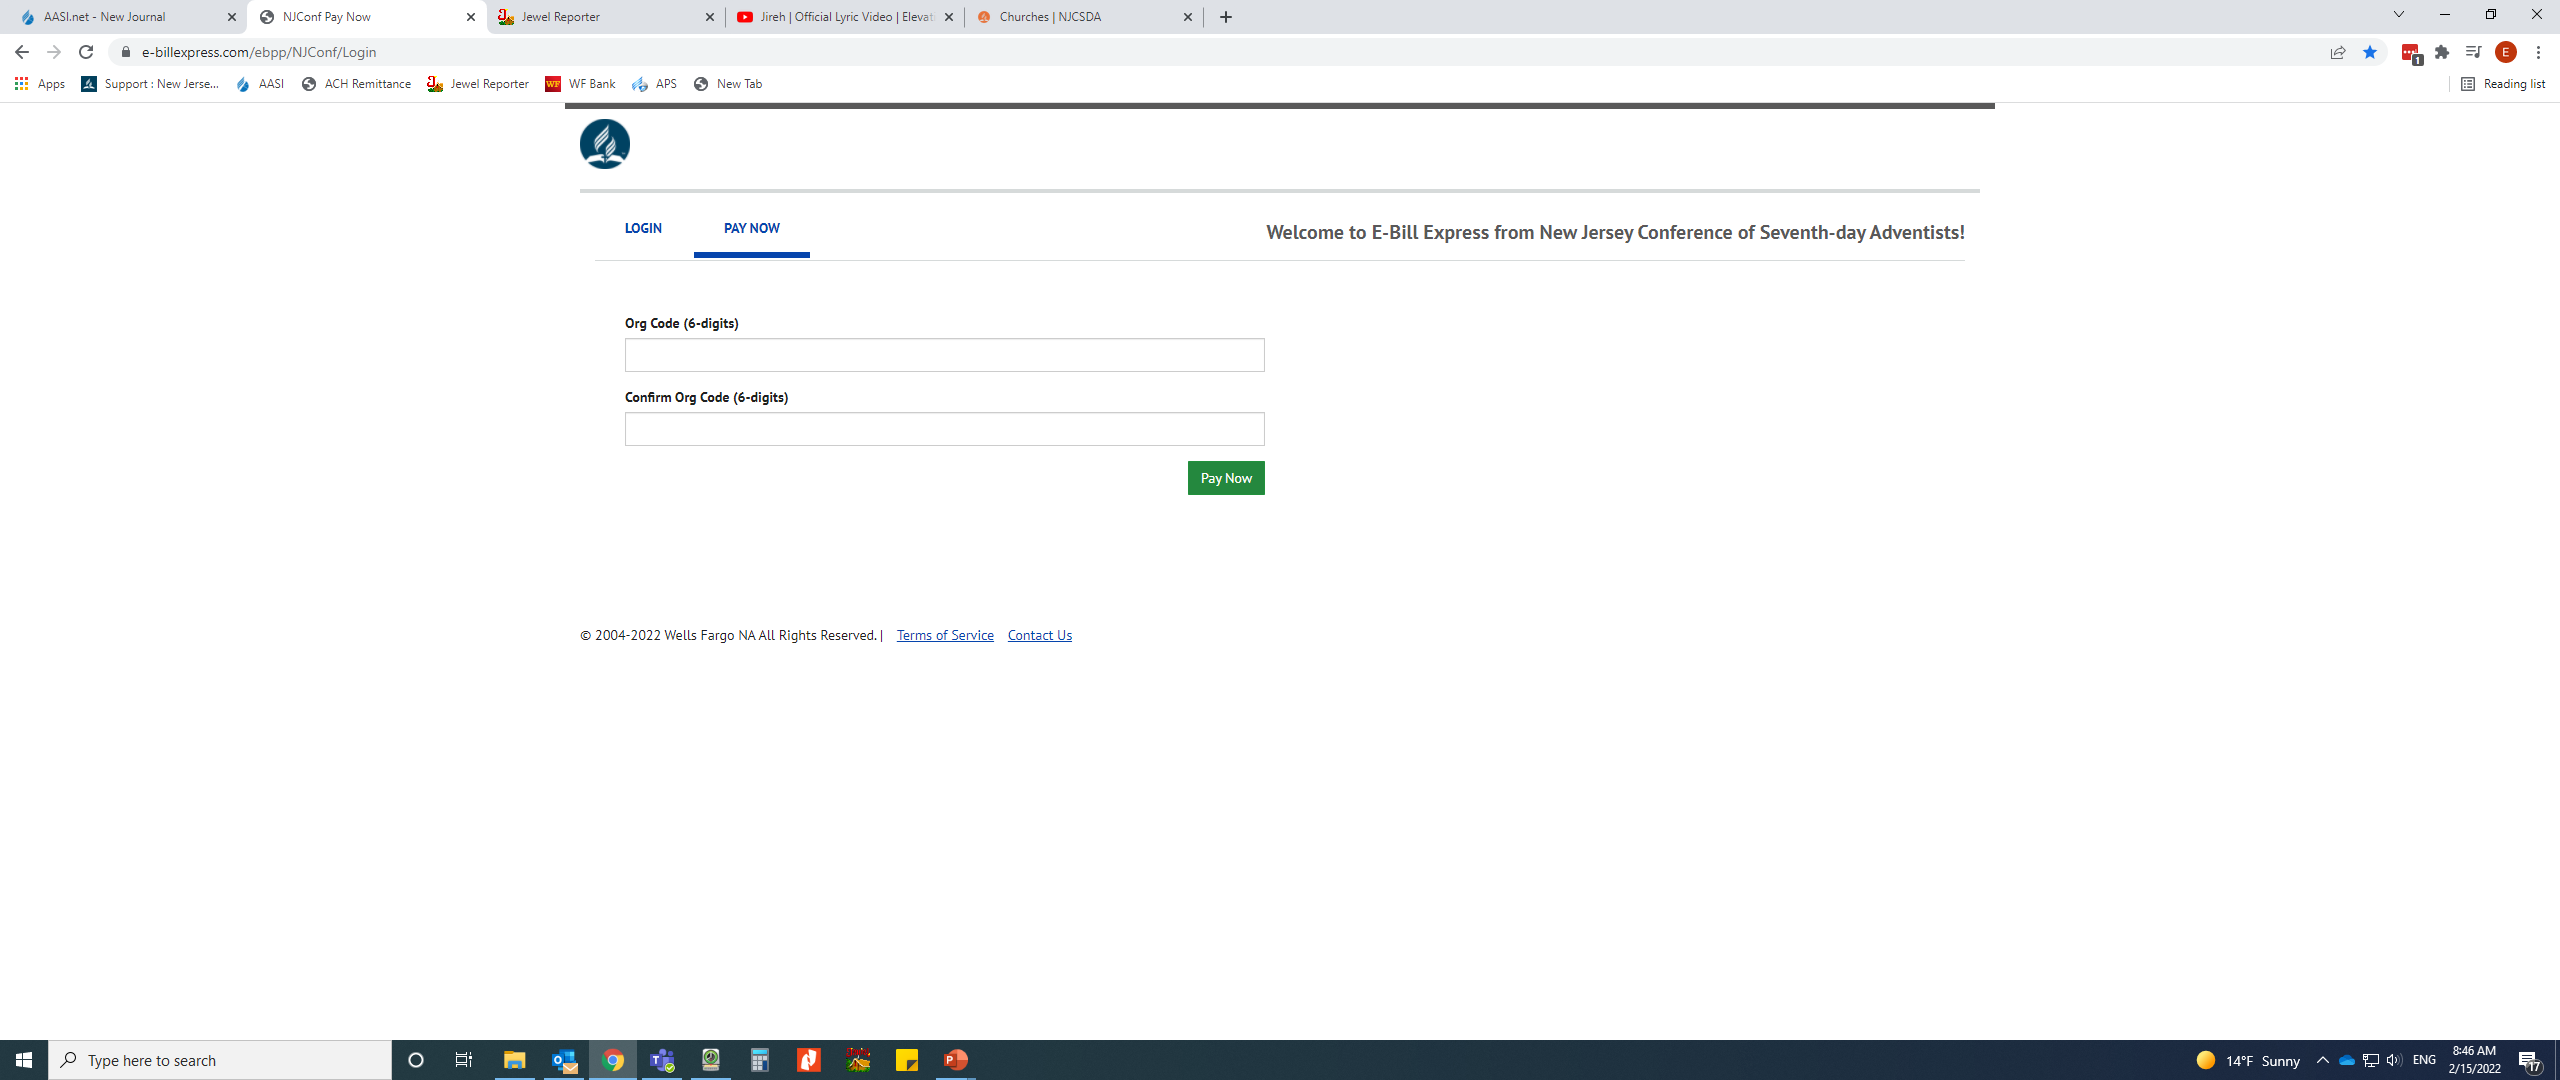 AASI.net - New Journal
NJConf Pay Now
Jewel Reporter
Jireh | Official Lyric Video | Elevat
Churches | NJCSDA
e-billexpress.com/ebpp/NJConf/Login
E
1
Apps
Support : New Jerse...
AASI
ACH Remittance
Jewel Reporter
WF
WF Bank
APS
New Tab
Reading list
LOGIN
PAY NOW
Welcome to E-Bill Express from New Jersey Conference of Seventh-day Adventists!
Org Code (6-digits)
Confirm Org Code (6-digits)
Pay Now
© 2004-2022 Wells Fargo NA All Rights Reserved. |
Terms of Service
Contact Us
Type here to search
14°F Sunny
ENG
8:46 AM
2/15/2022
17